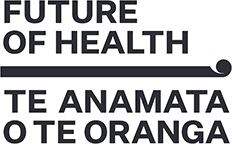 FUTURE
OF HEALTH
TE ANAMATA
O TE ORANGA